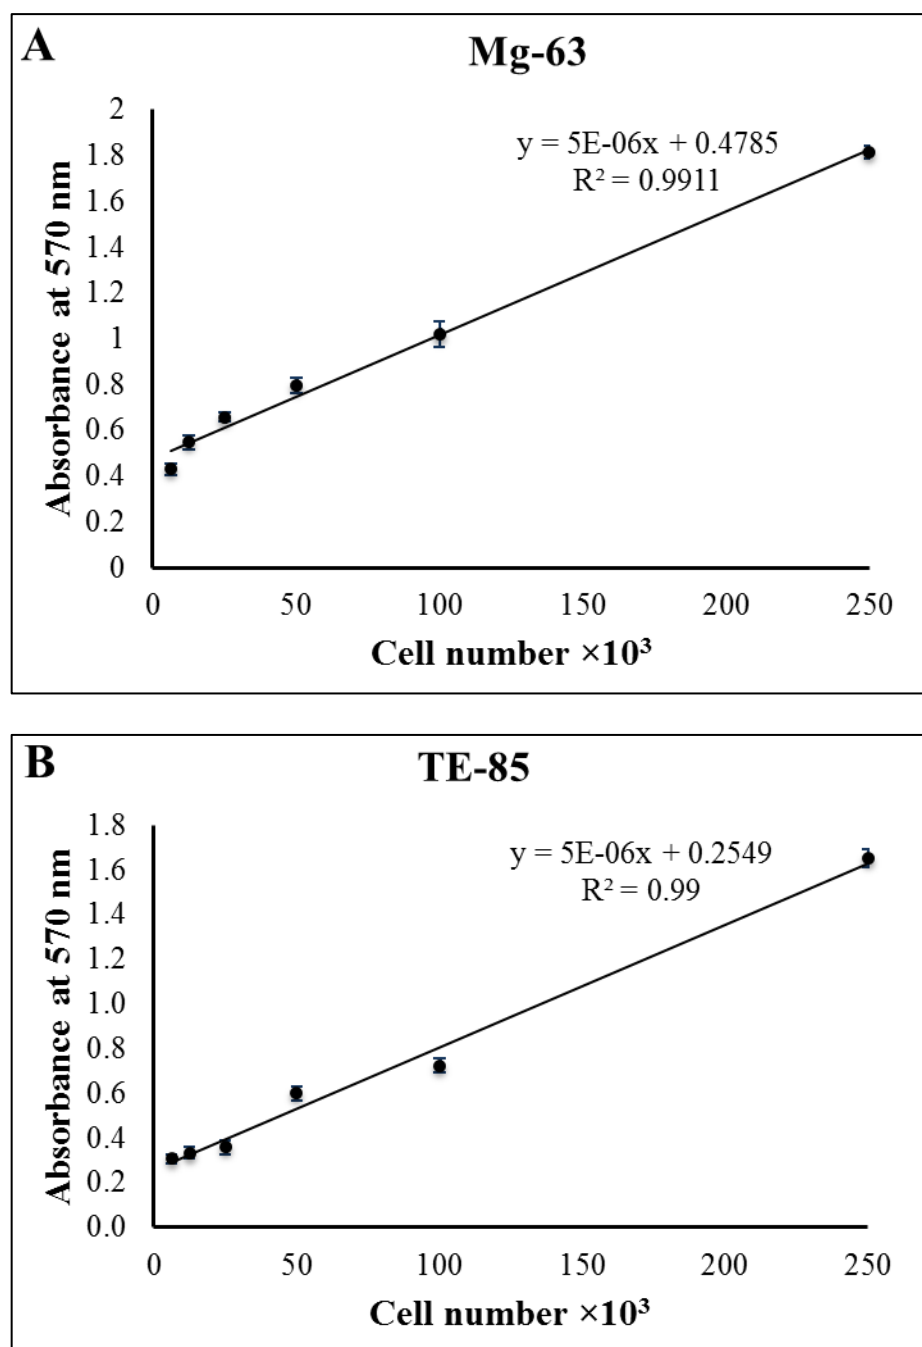 A
Mg-63
2
1.8
1.6
1.4
1.2
1
0.8
0.6
0.4
0.2
0
Absorbance at 570 nm
y = 5E-06x + 0.4785
R² = 0.9911
0 50 100 150 200 250
Cell number ×10³
B
TE-85
1.8
1.6
1.4
1.2
1.0
0.8
0.6
0.4
0.2
0.0
Absorbance at 570 nm
y = 5E-06x + 0.2549
R² = 0.99
0 50 100 150 200 250
Cell number ×10³